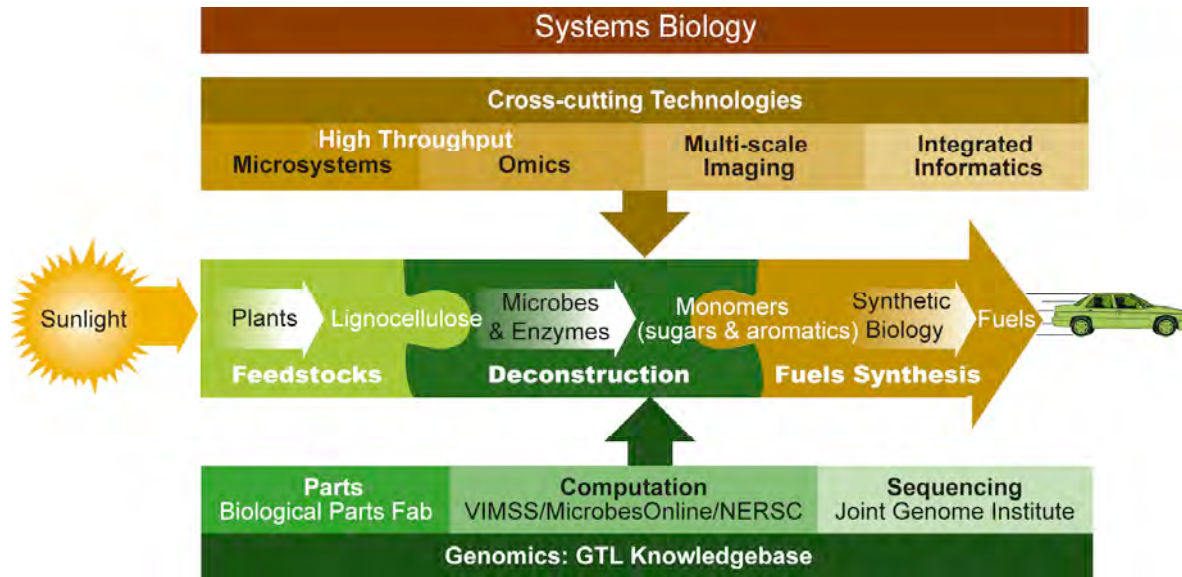 Systems Biology
Cross-cutting Technologies
High Throughput
Microsystems
Omics
Multi-scale
Imaging
Integrated
Informatics
Sunlight
Plants
Lignocellulose
Microbes
& Enzymes
Monomers
(sugars & aromatics)
Synthetic
Biology
Fuels
Feedstocks
Deconstruction
Fuels Synthesis
Parts
Biological Parts Fab
Computation
VIMSS/MicrobesOnline/NERSC
Sequencing
Joint Genome Institute
Genomics: GTL Knowledgebase